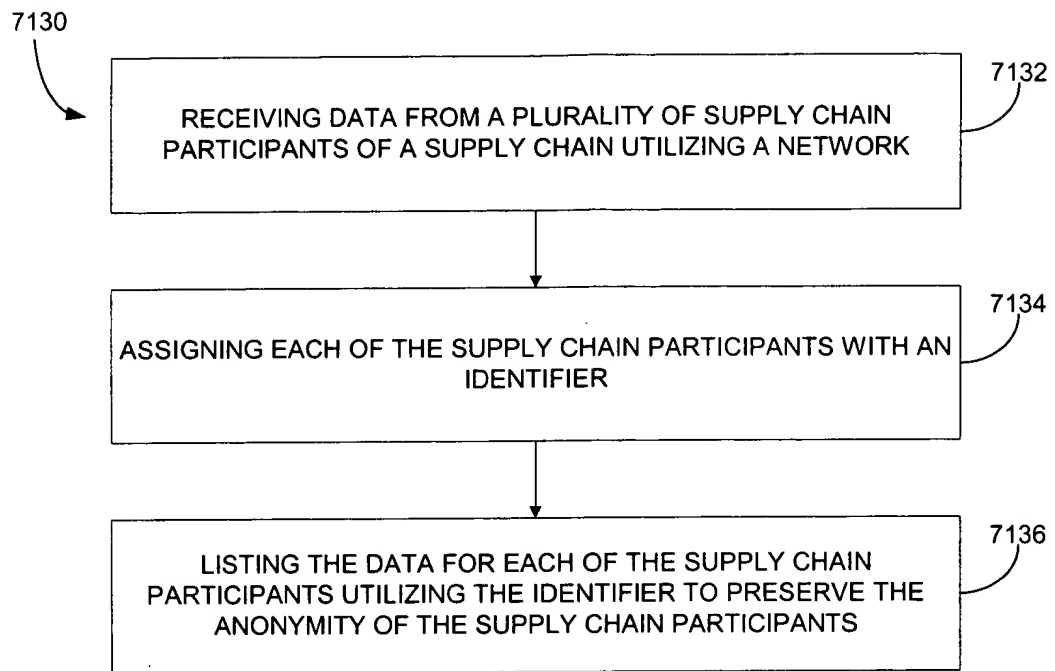 7130
7132
RECEIVING DATA FROM A PLURALITY OF SUPPLY CHAIN
PARTICIPANTS OF A SUPPLY CHAIN UTILIZING A NETWORK
7134
ASSIGNING EACH OF THE SUPPLY CHAIN PARTICIPANTS WITH AN
IDENTIFIER
7136
LISTING THE DATA FOR EACH OF THE SUPPLY CHAIN
PARTICIPANTS UTILIZING THE IDENTIFIER TO PRESERVE THE
ANONYMITY OF THE SUPPLY CHAIN PARTICIPANTS